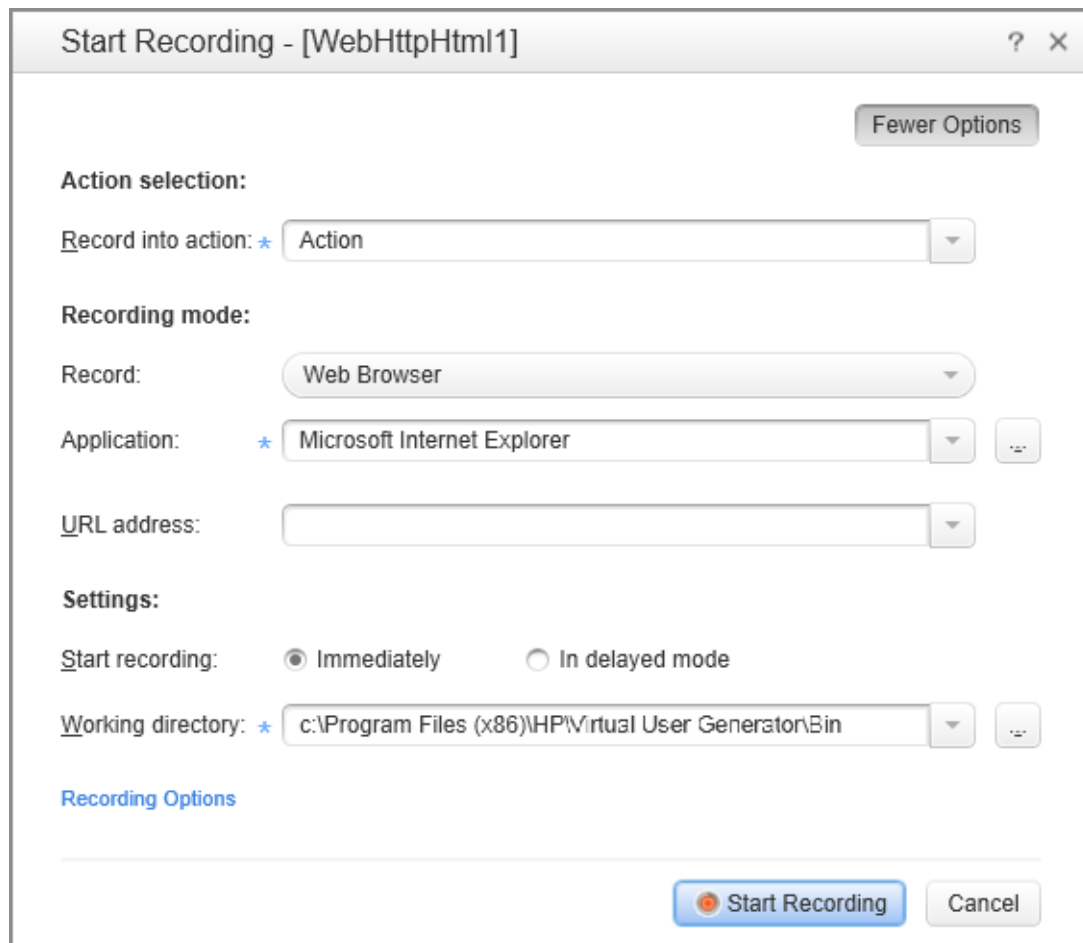 Start Recording - [WebHttpHtml1] ? ×
Fewer Options
Action selection:
Record into action: * Action
Recording mode:
Record: Web Browser
Application: * Microsoft Internet Explorer ...
URL address:
Settings:
Start recording: Immediately In delayed mode
Working directory: * c:\Program Files (x86)\HP\Virtual User Generator\Bin ...
Recording Options
Start Recording Cancel